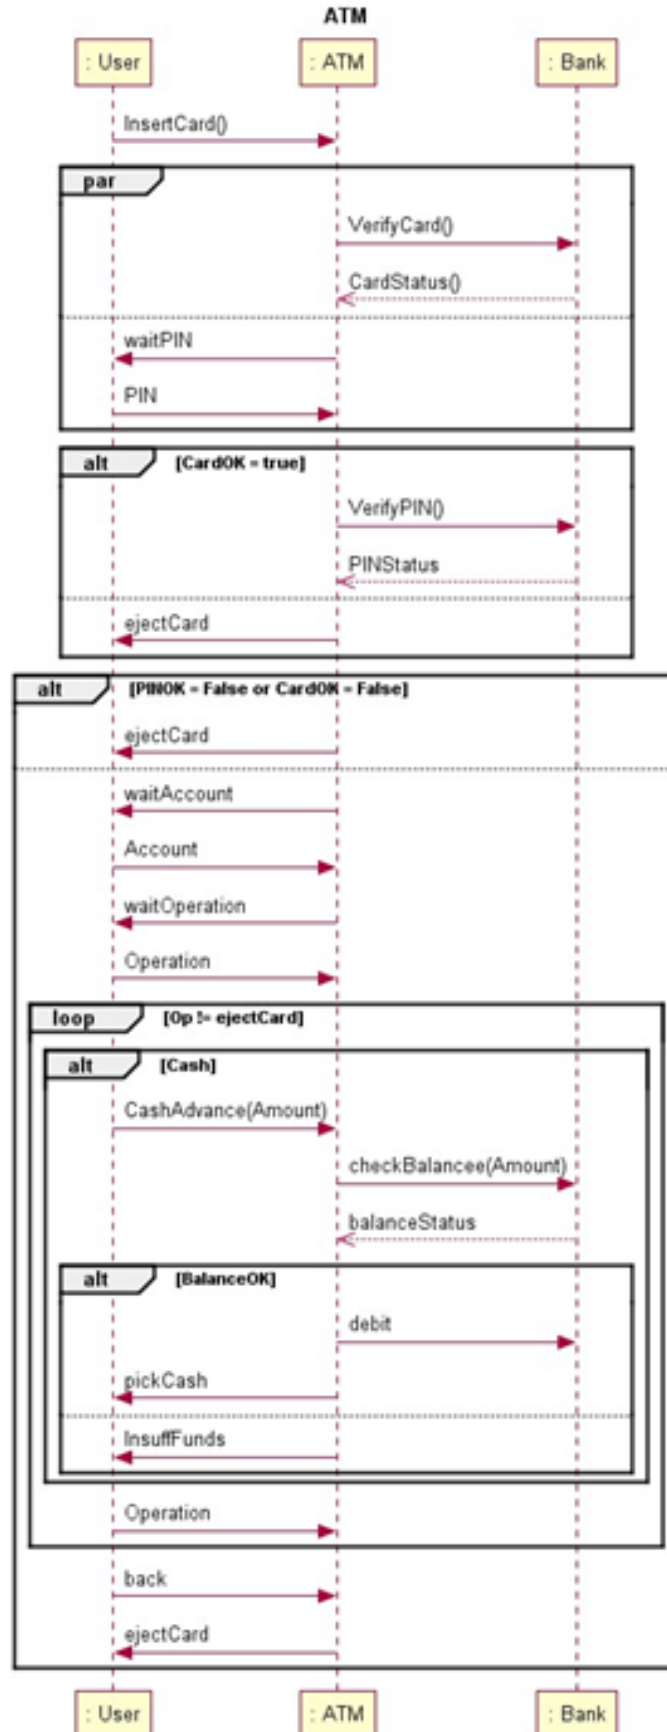 ATM
: User : ATM : Bank
InsertCard()
par
VerifyCard()
CardStatus()
waitPIN
PIN
alt [CardOK = true]
VerifyPIN()
PINStatus
ejectCard
alt [PINOK = False or CardOK = False]
ejectCard
waitAccount
Account
waitOperation
Operation
loop [Op != ejectCard]
alt [Cash]
CashAdvance(Amount)
checkBalancee(Amount)
balanceStatus
alt [BalanceOK]
debit
pickCash
InsuffFunds
Operation
back
ejectCard
: User : ATM : Bank